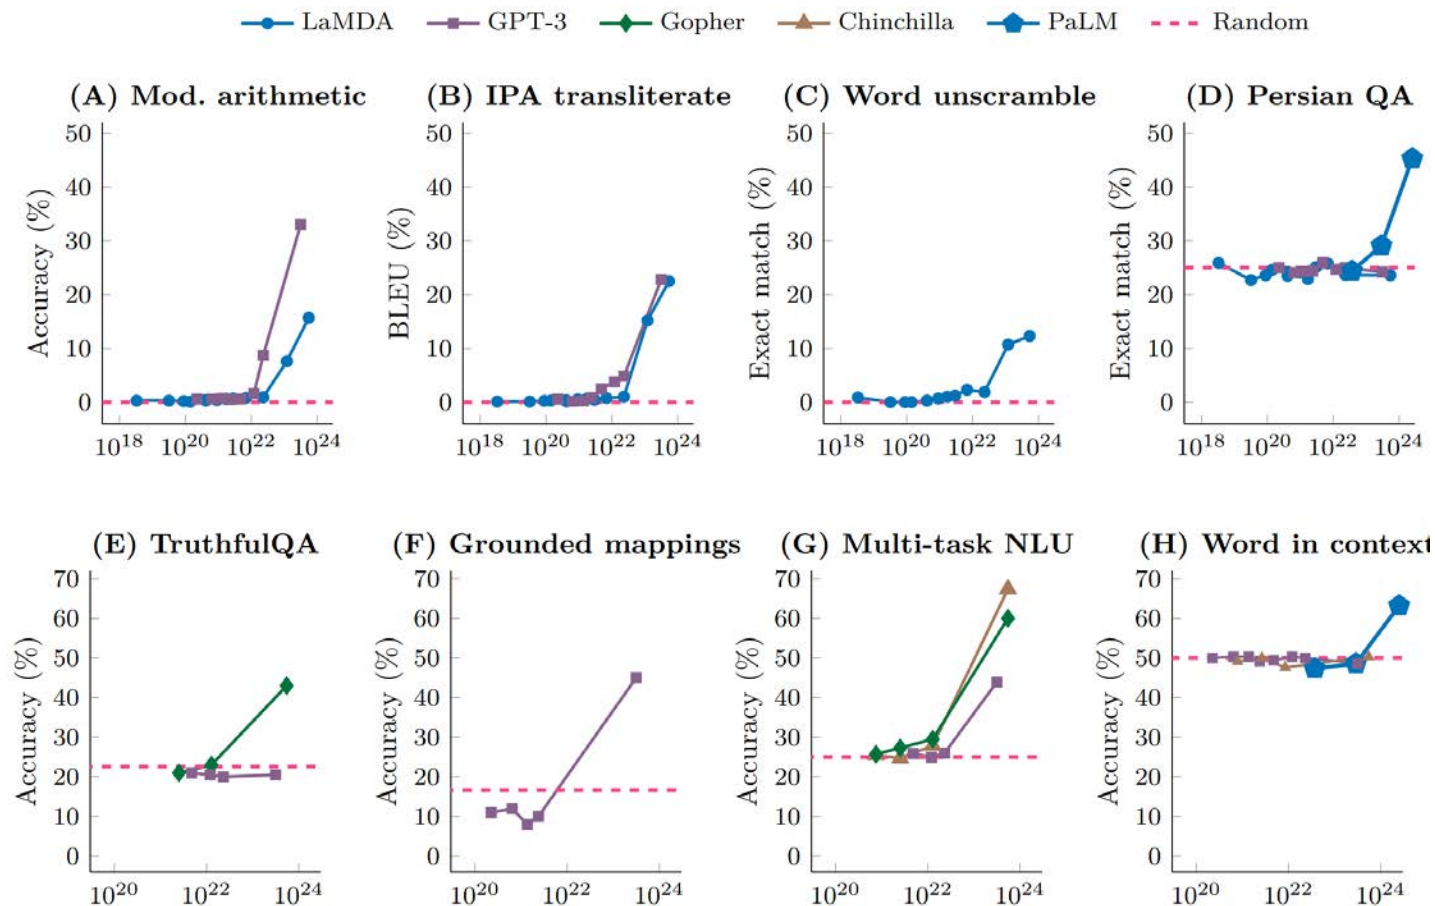 LaMDA GPT-3 Gopher Chinchilla PaLM Random
(A) Mod. arithmetic
Accuracy (%)
50
40
30
20
10
0
10^18 10^20 10^22 10^24
(B) IPA transliterate
BLEU (%)
50
40
30
20
10
0
10^18 10^20 10^22 10^24
(C) Word unscramble
Exact match (%)
50
40
30
20
10
0
10^18 10^20 10^22 10^24
(D) Persian QA
Exact match (%)
50
40
30
20
10
0
10^18 10^20 10^22 10^24
(E) TruthfulQA
Accuracy (%)
70
60
50
40
30
20
10
0
10^20 10^22 10^24
(F) Grounded mappings
Accuracy (%)
70
60
50
40
30
20
10
0
10^20 10^22 10^24
(G) Multi-task NLU
Accuracy (%)
70
60
50
40
30
20
10
0
10^20 10^22 10^24
(H) Word in context
Accuracy (%)
70
60
50
40
30
20
10
0
10^20 10^22 10^24